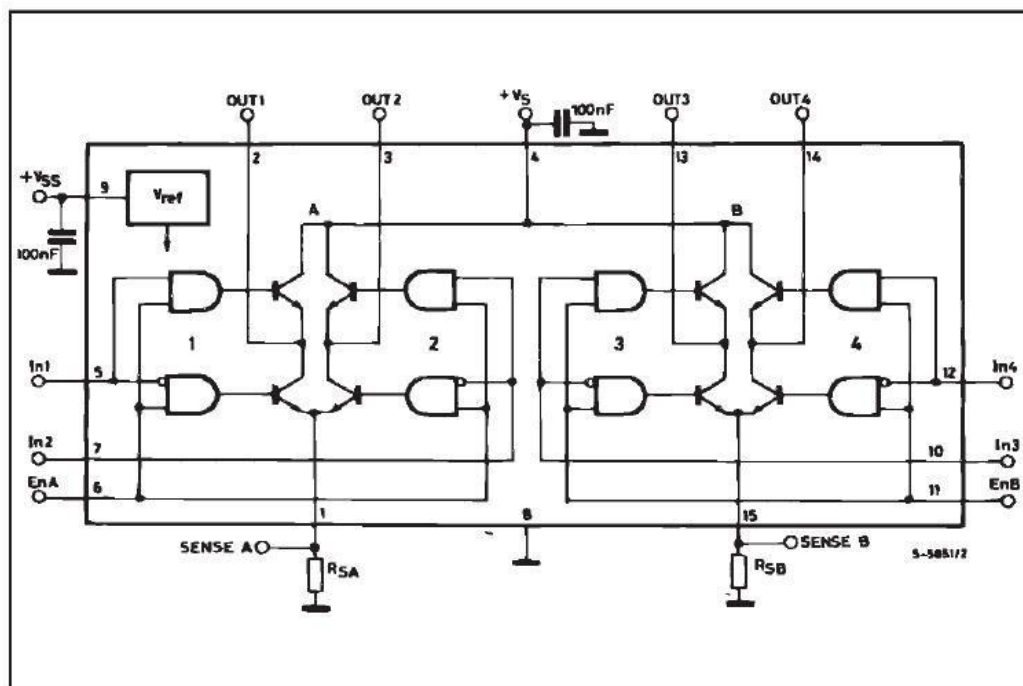 OUT1
OUT2
+VS
100nF
OUT3
OUT4
2
3
4
13
14
+VSS
9
Vref
A
B
100nF
1
2
3
4
In1
5
12
In4
In2
7
10
In3
EnA
6
11
EnB
1
8
15
SENSE A
SENSE B
S-5851/2
RSA
RSB